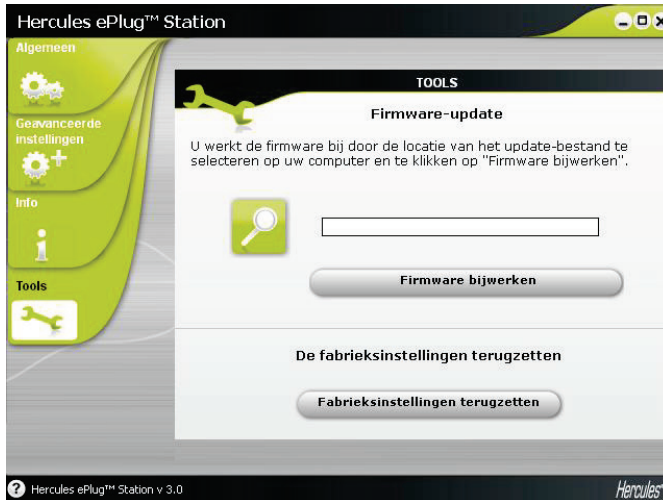 Hercules ePlug™ Station
Algemeen
Geavanceerde
instellingen
Info
Tools
TOOLS
Firmware-update
U werkt de firmware bij door de locatie van het update-bestand te
selecteren op uw computer en te klikken op "Firmware bijwerken".
Firmware bijwerken
De fabrieksinstellingen terugzetten
Fabrieksinstellingen terugzetten
? Hercules ePlug™ Station v 3.0
Hercules